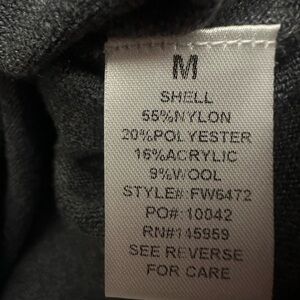 M
SHELL
55%NYLON
20%POLYESTER
16%ACRYLIC
9%WOOL
STYLE#:FW6472
PO#:10042
RN#145959
SEE REVERSE
FOR CARE